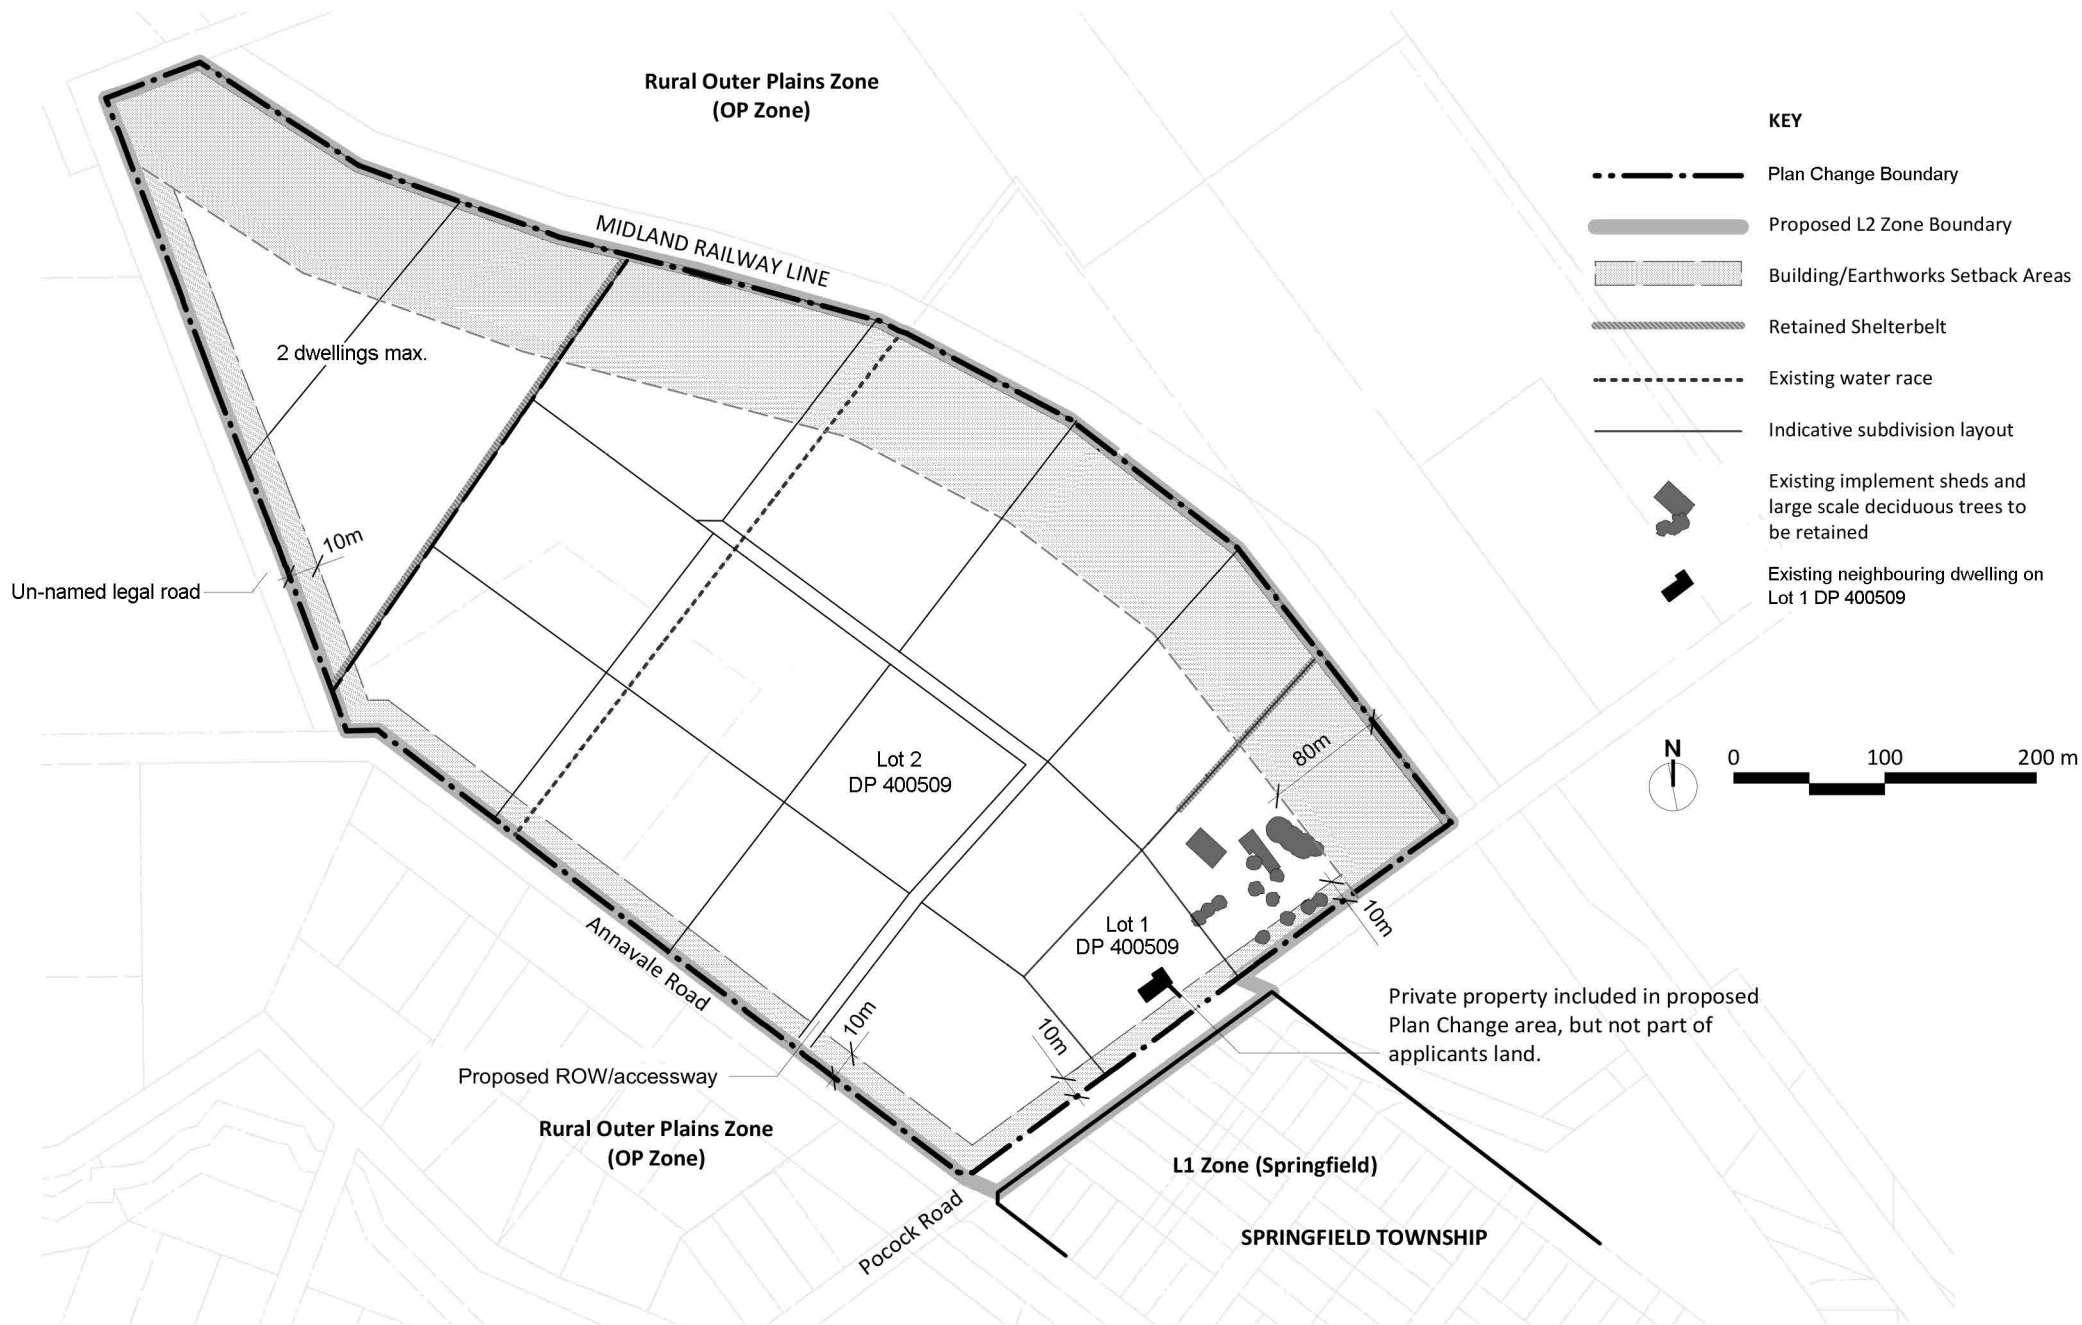 Rural Outer Plains Zone
(OP Zone)
MIDLAND RAILWAY LINE
2 dwellings max.
10m
Un-named legal road
Lot 2
DP 400509
80m
Lot 1
DP 400509
10m
Annavale Road
10m
10m
Proposed ROW/accessway
Private property included in proposed
Plan Change area, but not part of
applicants land.
Rural Outer Plains Zone
(OP Zone)
L1 Zone (Springfield)
Pocock Road
SPRINGFIELD TOWNSHIP
KEY
Plan Change Boundary
Proposed L2 Zone Boundary
Building/Earthworks Setback Areas
Retained Shelterbelt
Existing water race
Indicative subdivision layout
Existing implement sheds and
large scale deciduous trees to
be retained
Existing neighbouring dwelling on
Lot 1 DP 400509
N
0 100 200 m